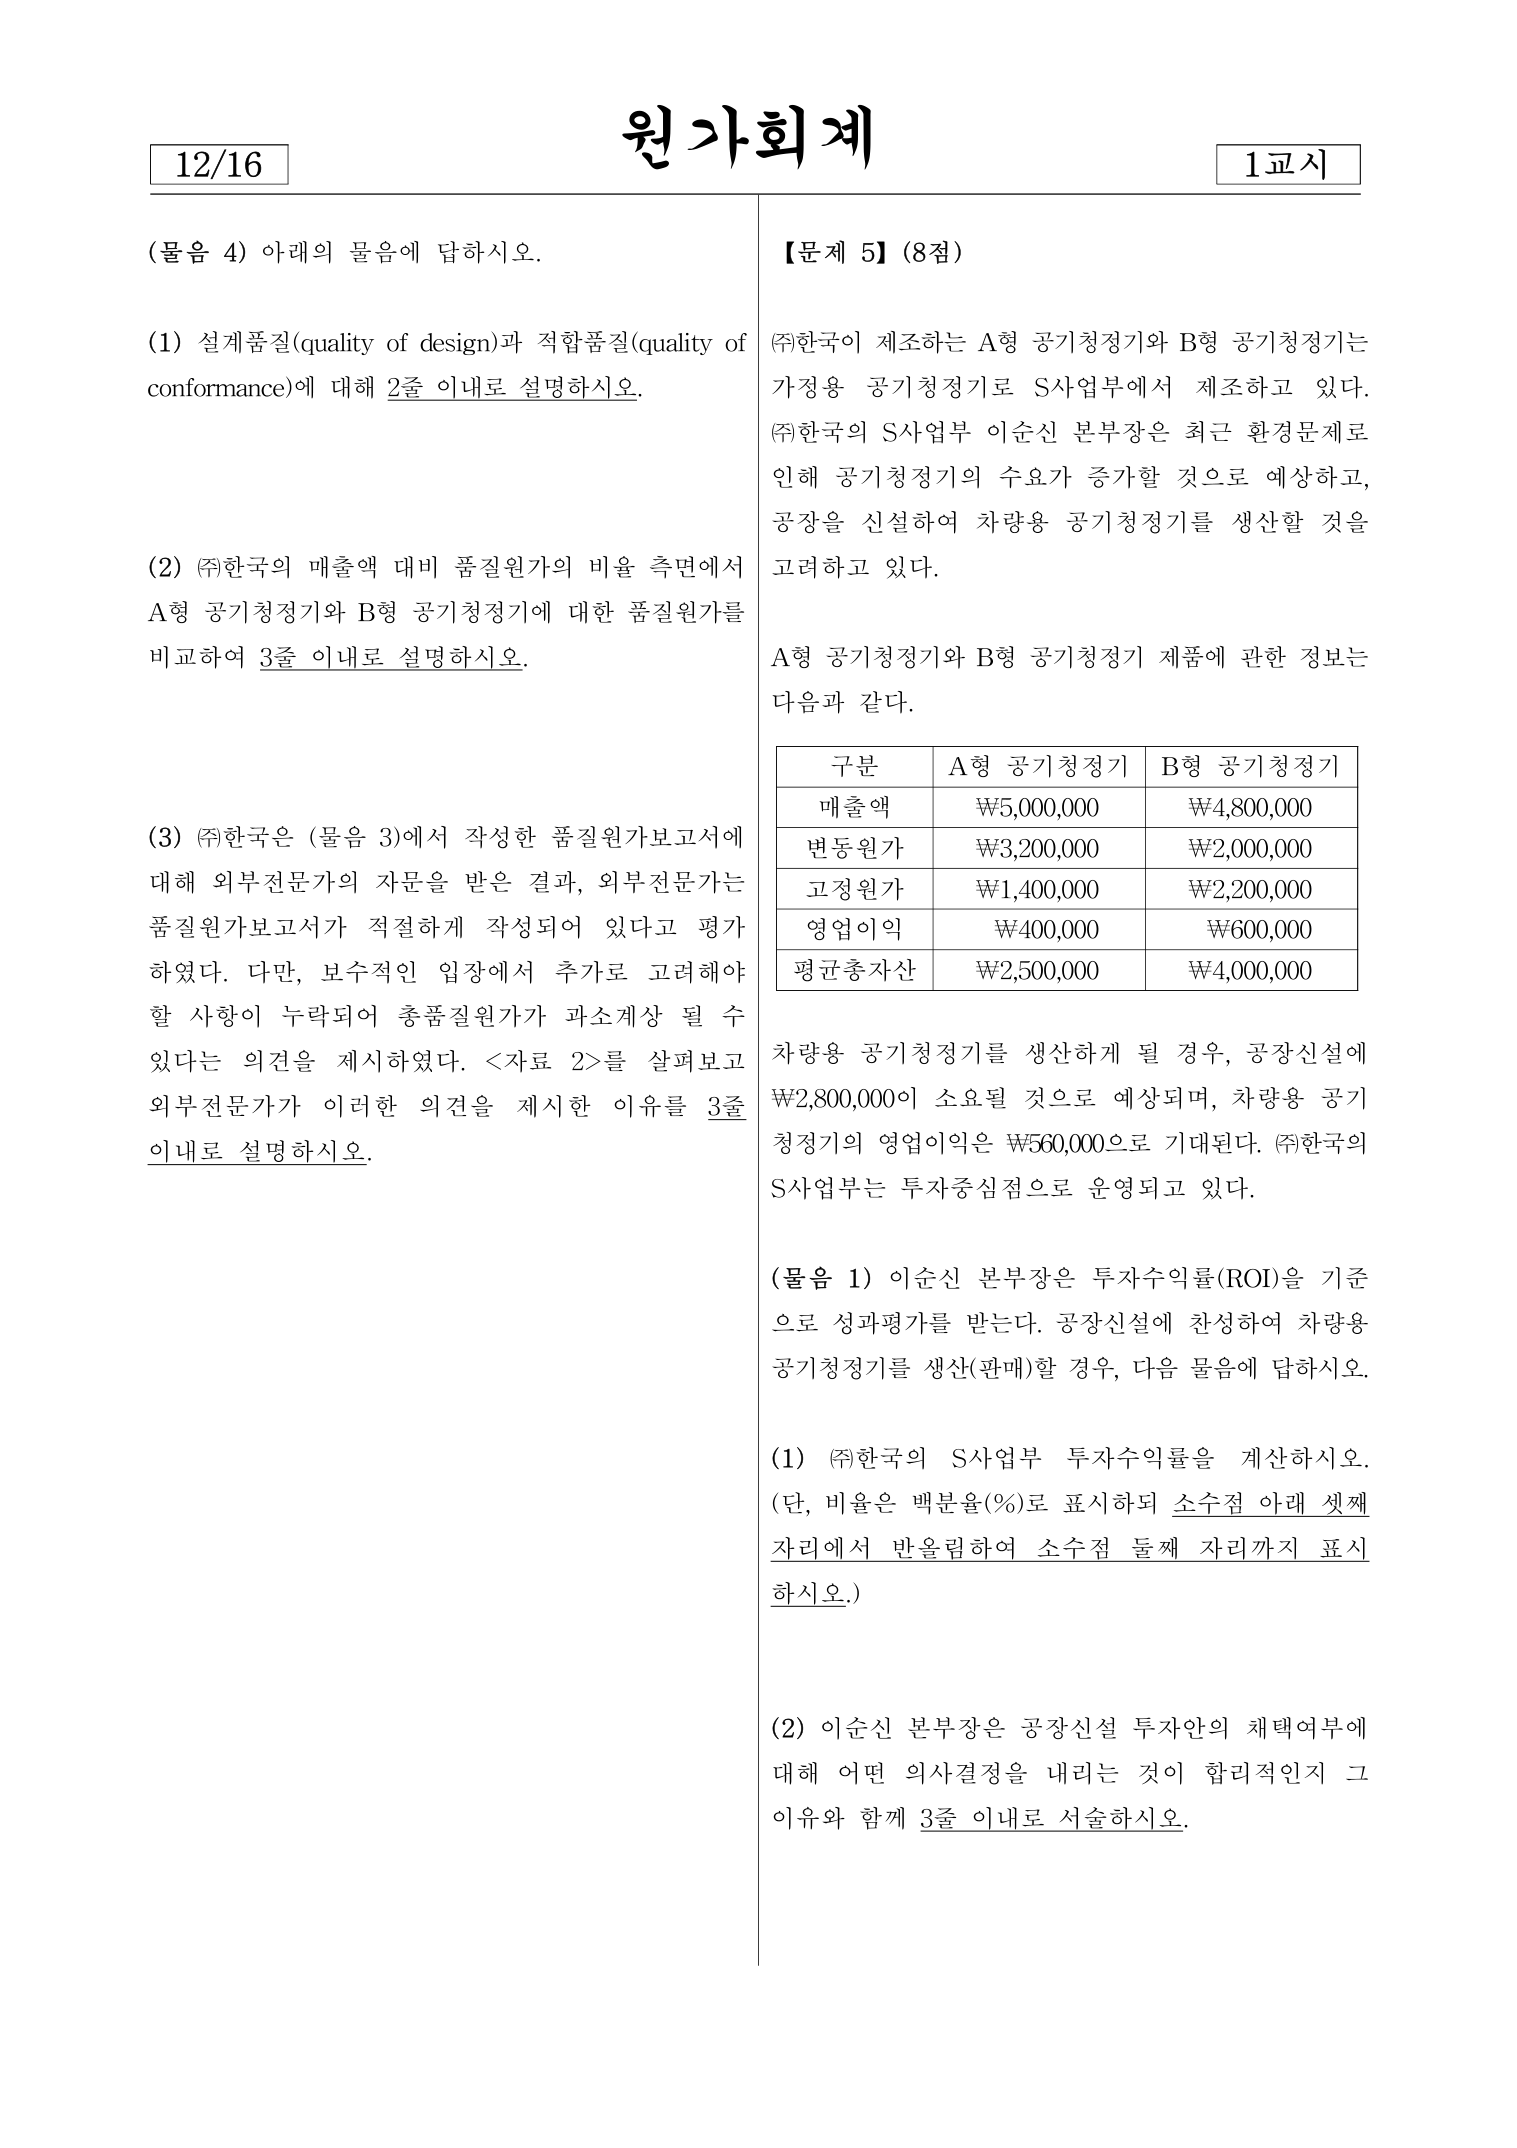 원가회계
12/16
1교시
(물음 4) 아래의 물음에 답하시오.
(1) 설계품질(quality of design)과 적합품질(quality of
conformance)에 대해 2줄 이내로 설명하시오.
(2) ㈜한국의 매출액 대비 품질원가의 비율 측면에서
A형 공기청정기와 B형 공기청정기에 대한 품질원가를
비교하여 3줄 이내로 설명하시오.
(3) ㈜한국은 (물음 3)에서 작성한 품질원가보고서에
대해 외부전문가의 자문을 받은 결과, 외부전문가는
품질원가보고서가 적절하게 작성되어 있다고 평가
하였다. 다만, 보수적인 입장에서 추가로 고려해야
할 사항이 누락되어 총품질원가가 과소계상 될 수
있다는 의견을 제시하였다. <자료 2>를 살펴보고
외부전문가가 이러한 의견을 제시한 이유를 3줄
이내로 설명하시오.
【문제 5】 (8점)
㈜한국이 제조하는 A형 공기청정기와 B형 공기청정기는
가정용 공기청정기로 S사업부에서 제조하고 있다.
㈜한국의 S사업부 이순신 본부장은 최근 환경문제로
인해 공기청정기의 수요가 증가할 것으로 예상하고,
공장을 신설하여 차량용 공기청정기를 생산할 것을
고려하고 있다.
A형 공기청정기와 B형 공기청정기 제품에 관한 정보는
다음과 같다.
구분 A형 공기청정기 B형 공기청정기
매출액 ₩5,000,000 ₩4,800,000
변동원가 ₩3,200,000 ₩2,000,000
고정원가 ₩1,400,000 ₩2,200,000
영업이익 ₩400,000 ₩600,000
평균총자산 ₩2,500,000 ₩4,000,000
차량용 공기청정기를 생산하게 될 경우, 공장신설에
₩2,800,000이 소요될 것으로 예상되며, 차량용 공기
청정기의 영업이익은 ₩560,000으로 기대된다. ㈜한국의
S사업부는 투자중심점으로 운영되고 있다.
(물음 1) 이순신 본부장은 투자수익률(ROI)을 기준
으로 성과평가를 받는다. 공장신설에 찬성하여 차량용
공기청정기를 생산(판매)할 경우, 다음 물음에 답하시오.
(1) ㈜한국의 S사업부 투자수익률을 계산하시오.
(단, 비율은 백분율(%)로 표시하되 소수점 아래 셋째
자리에서 반올림하여 소수점 둘째 자리까지 표시
하시오.)
(2) 이순신 본부장은 공장신설 투자안의 채택여부에
대해 어떤 의사결정을 내리는 것이 합리적인지 그
이유와 함께 3줄 이내로 서술하시오.